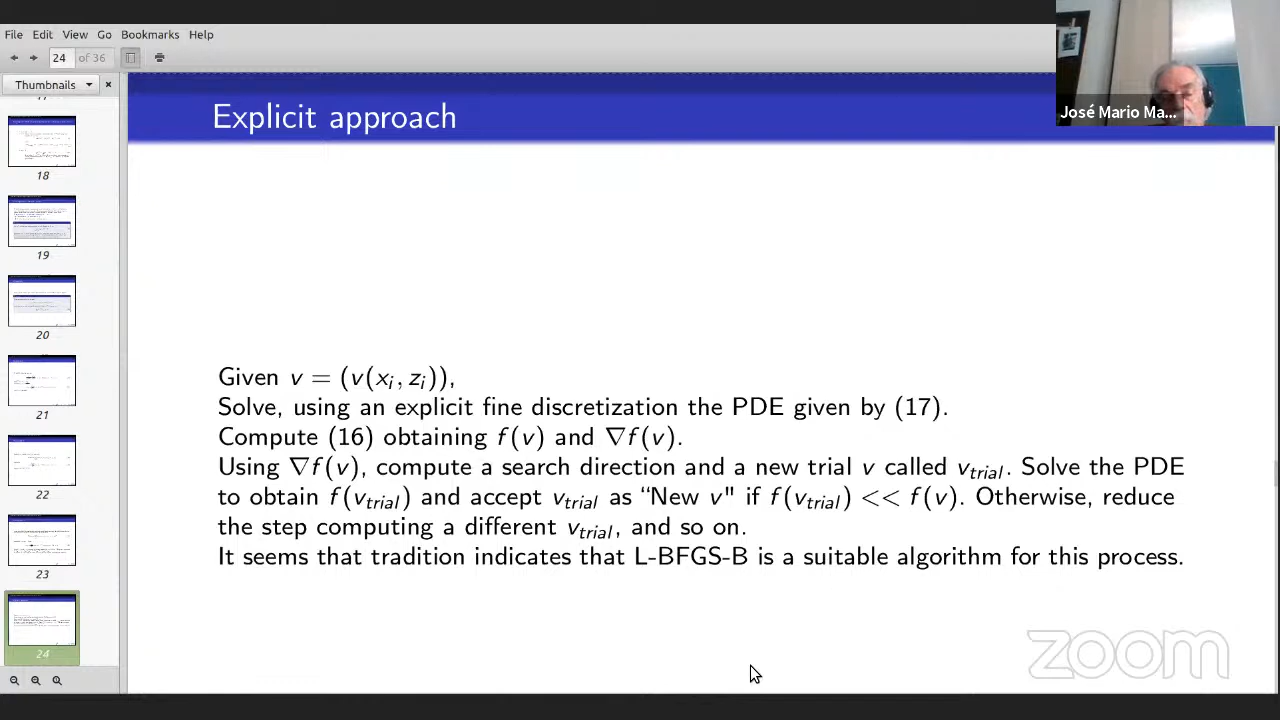 File Edit View Go Bookmarks Help
24 of 36
Thumbnails
18
19
20
21
22
23
24
Explicit approach
José Mario Ma...
Given v = (v(xᵢ, zᵢ)),
Solve, using an explicit fine discretization the PDE given by (17).
Compute (16) obtaining f(v) and ∇f(v).
Using ∇f(v), compute a search direction and a new trial v called v_trial. Solve the PDE
to obtain f(v_trial) and accept v_trial as “New v" if f(v_trial) << f(v). Otherwise, reduce
the step computing a different v_trial, and so on.
It seems that tradition indicates that L-BFGS-B is a suitable algorithm for this process.
zoom